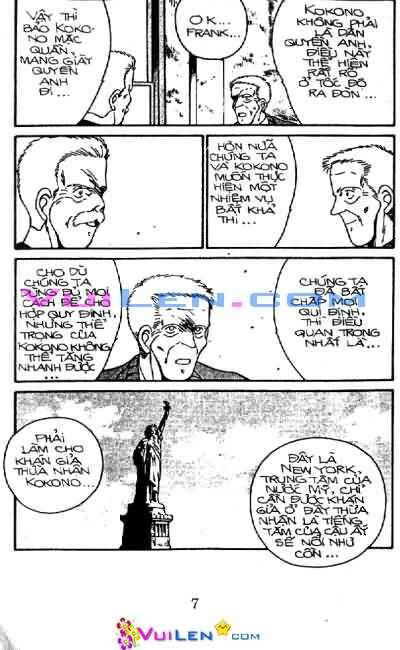 KOKONO
KHÔNG PHẢI
LÀ DÂN
QUYỀN ANH.
ĐIỀU NÀY
THỂ HIỆN
RẤT RÕ
Ở TỐC ĐỘ
RA ĐÒN...
OK...
FRANK...
VẬY THÌ
BẢO KOKO-
NO MẶC
QUẦN,
MANG GIÀY
QUYỀN
ANH
ĐI...
HƠN NỮA
CHÚNG TA
VÀ KOKONO
MUỐN THỰC
HIỆN MỘT
NHIỆM VỤ
BẤT KHẢ
THI...
CHÚNG TA
ĐÃ BẤT
CHẤP MỌI
QUI ĐỊNH,
THÌ ĐIỀU
QUAN TRỌNG
NHẤT LÀ...
CHO DÙ
CHÚNG TA
DÙNG ĐỦ MỌI
CÁCH ĐỂ CHO
HỢP QUY ĐỊNH,
NHƯNG THỂ
TRỌNG CỦA
KOKONO KHÔNG
THỂ TĂNG
NHANH ĐƯỢC
...
VUILEN.COM
PHẢI
LÀM CHO
KHÁN GIẢ
THỪA NHẬN
KOKONO...
ĐÂY LÀ
NEW YORK,
TRUNG TÂM CỦA
NƯỚC MỸ, CHỈ
CẦN ĐƯỢC KHÁN
GIẢ Ở ĐÂY THỪA
NHẬN LÀ TIẾNG
TĂM CỦA CẬU ẤY
SẼ NỔI NHƯ
CỒN...
7
VUILEN.COM